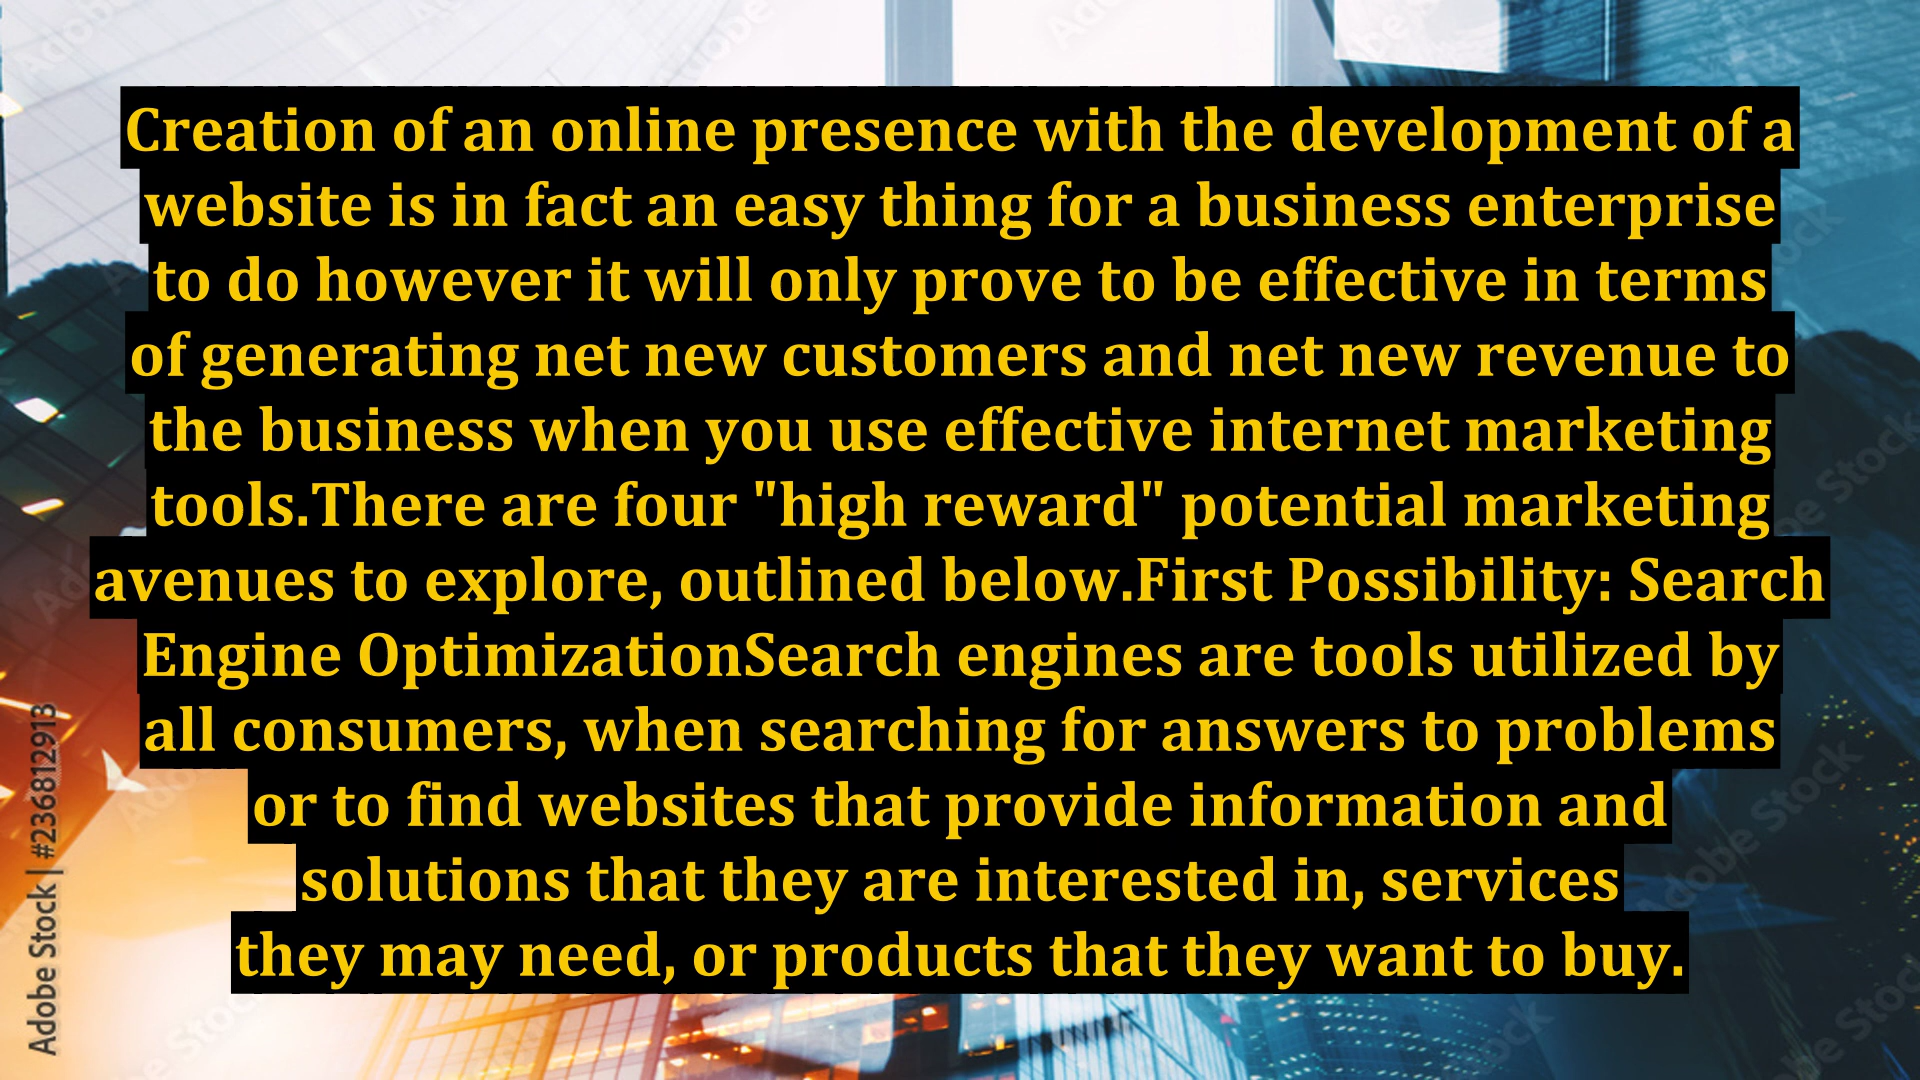 Creation of an online presence with the development of a
website is in fact an easy thing for a business enterprise
to do however it will only prove to be effective in terms
of generating net new customers and net new revenue to
the business when you use effective internet marketing
tools.There are four "high reward" potential marketing
avenues to explore, outlined below.First Possibility: Search
Engine OptimizationSearch engines are tools utilized by
all consumers, when searching for answers to problems
or to find websites that provide information and
solutions that they are interested in, services
they may need, or products that they want to buy.
Adobe Stock | #236812913